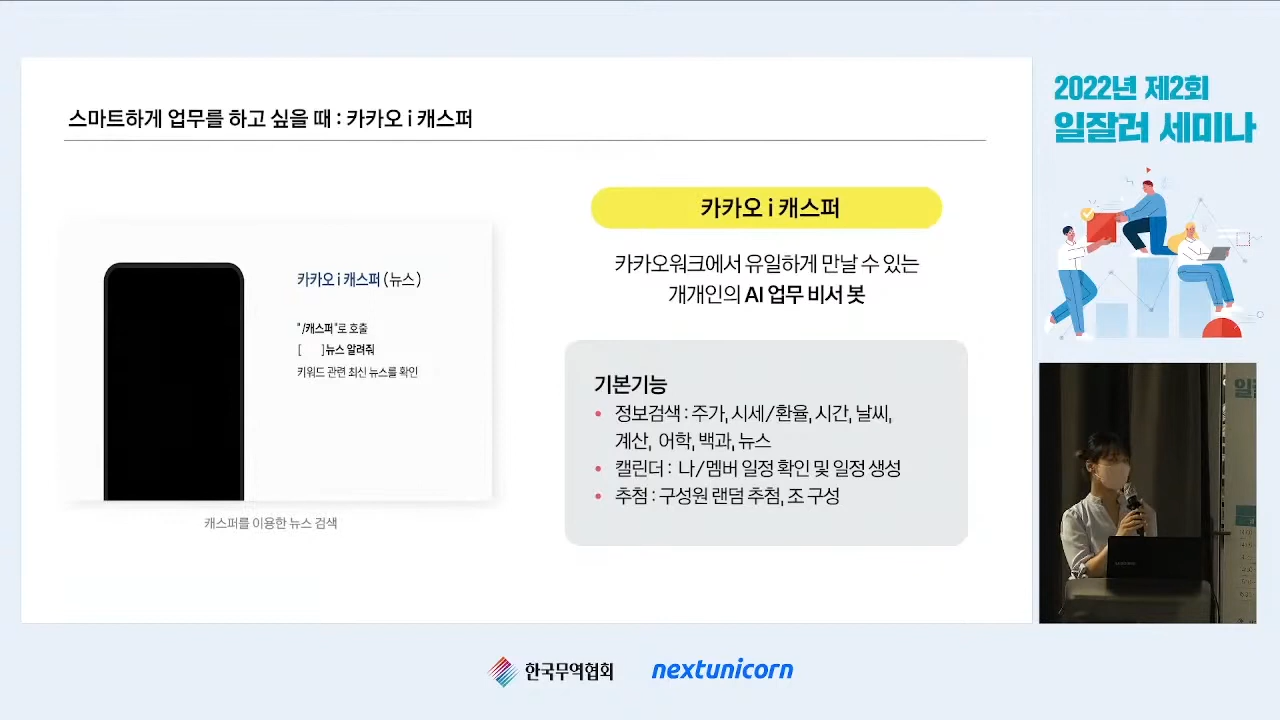 스마트하게 업무를 하고 싶을 때 : 카카오 i 캐스퍼
카카오 i 캐스퍼 (뉴스)
"/캐스퍼"로 호출
[ ]뉴스 알려줘
키워드 관련 최신 뉴스를 확인
캐스퍼를 이용한 뉴스 검색
카카오 i 캐스퍼
카카오워크에서 유일하게 만날 수 있는
개개인의 AI 업무 비서 봇
기본기능
• 정보검색 : 주가, 시세/환율, 시간, 날씨,
계산, 어학, 백과, 뉴스
• 캘린더 : 나/멤버 일정 확인 및 일정 생성
• 추첨 : 구성원 랜덤 추첨, 조 구성
2022년 제2회
일잘러 세미나
한국무역협회
nextunicorn